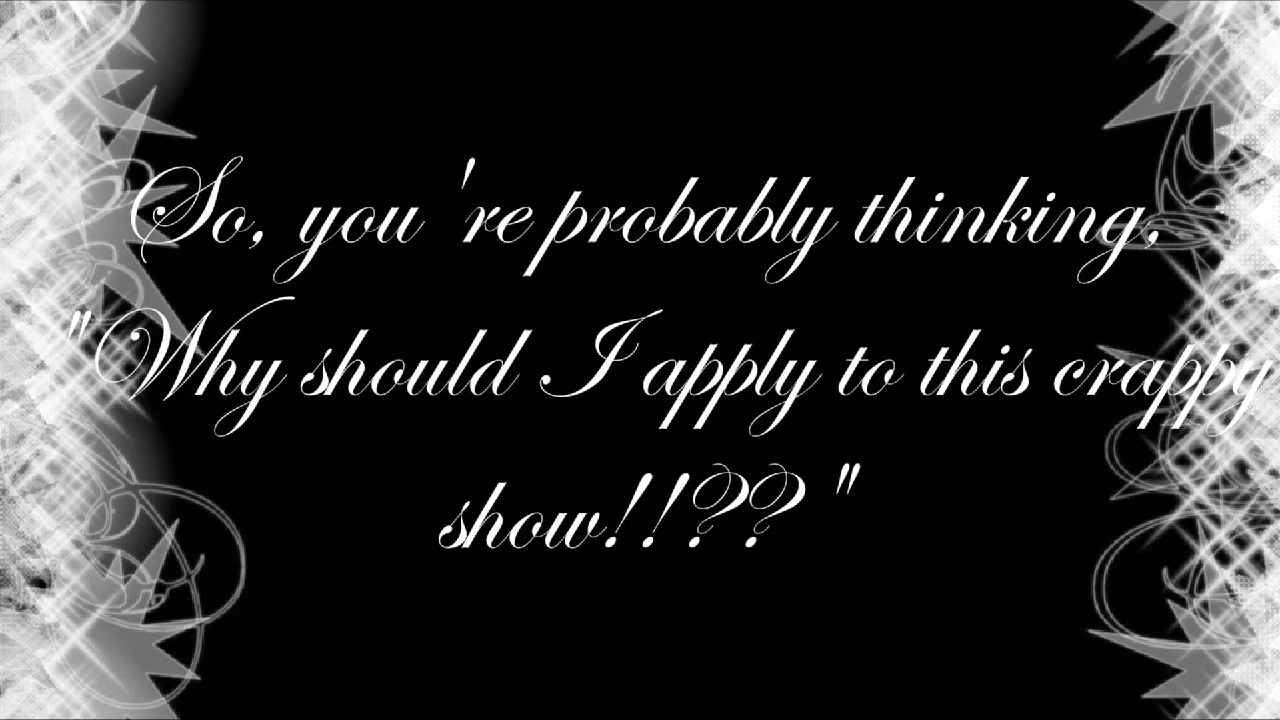 So, you 're probably thinking,
"Why should I apply to this crappy
show!!?? "